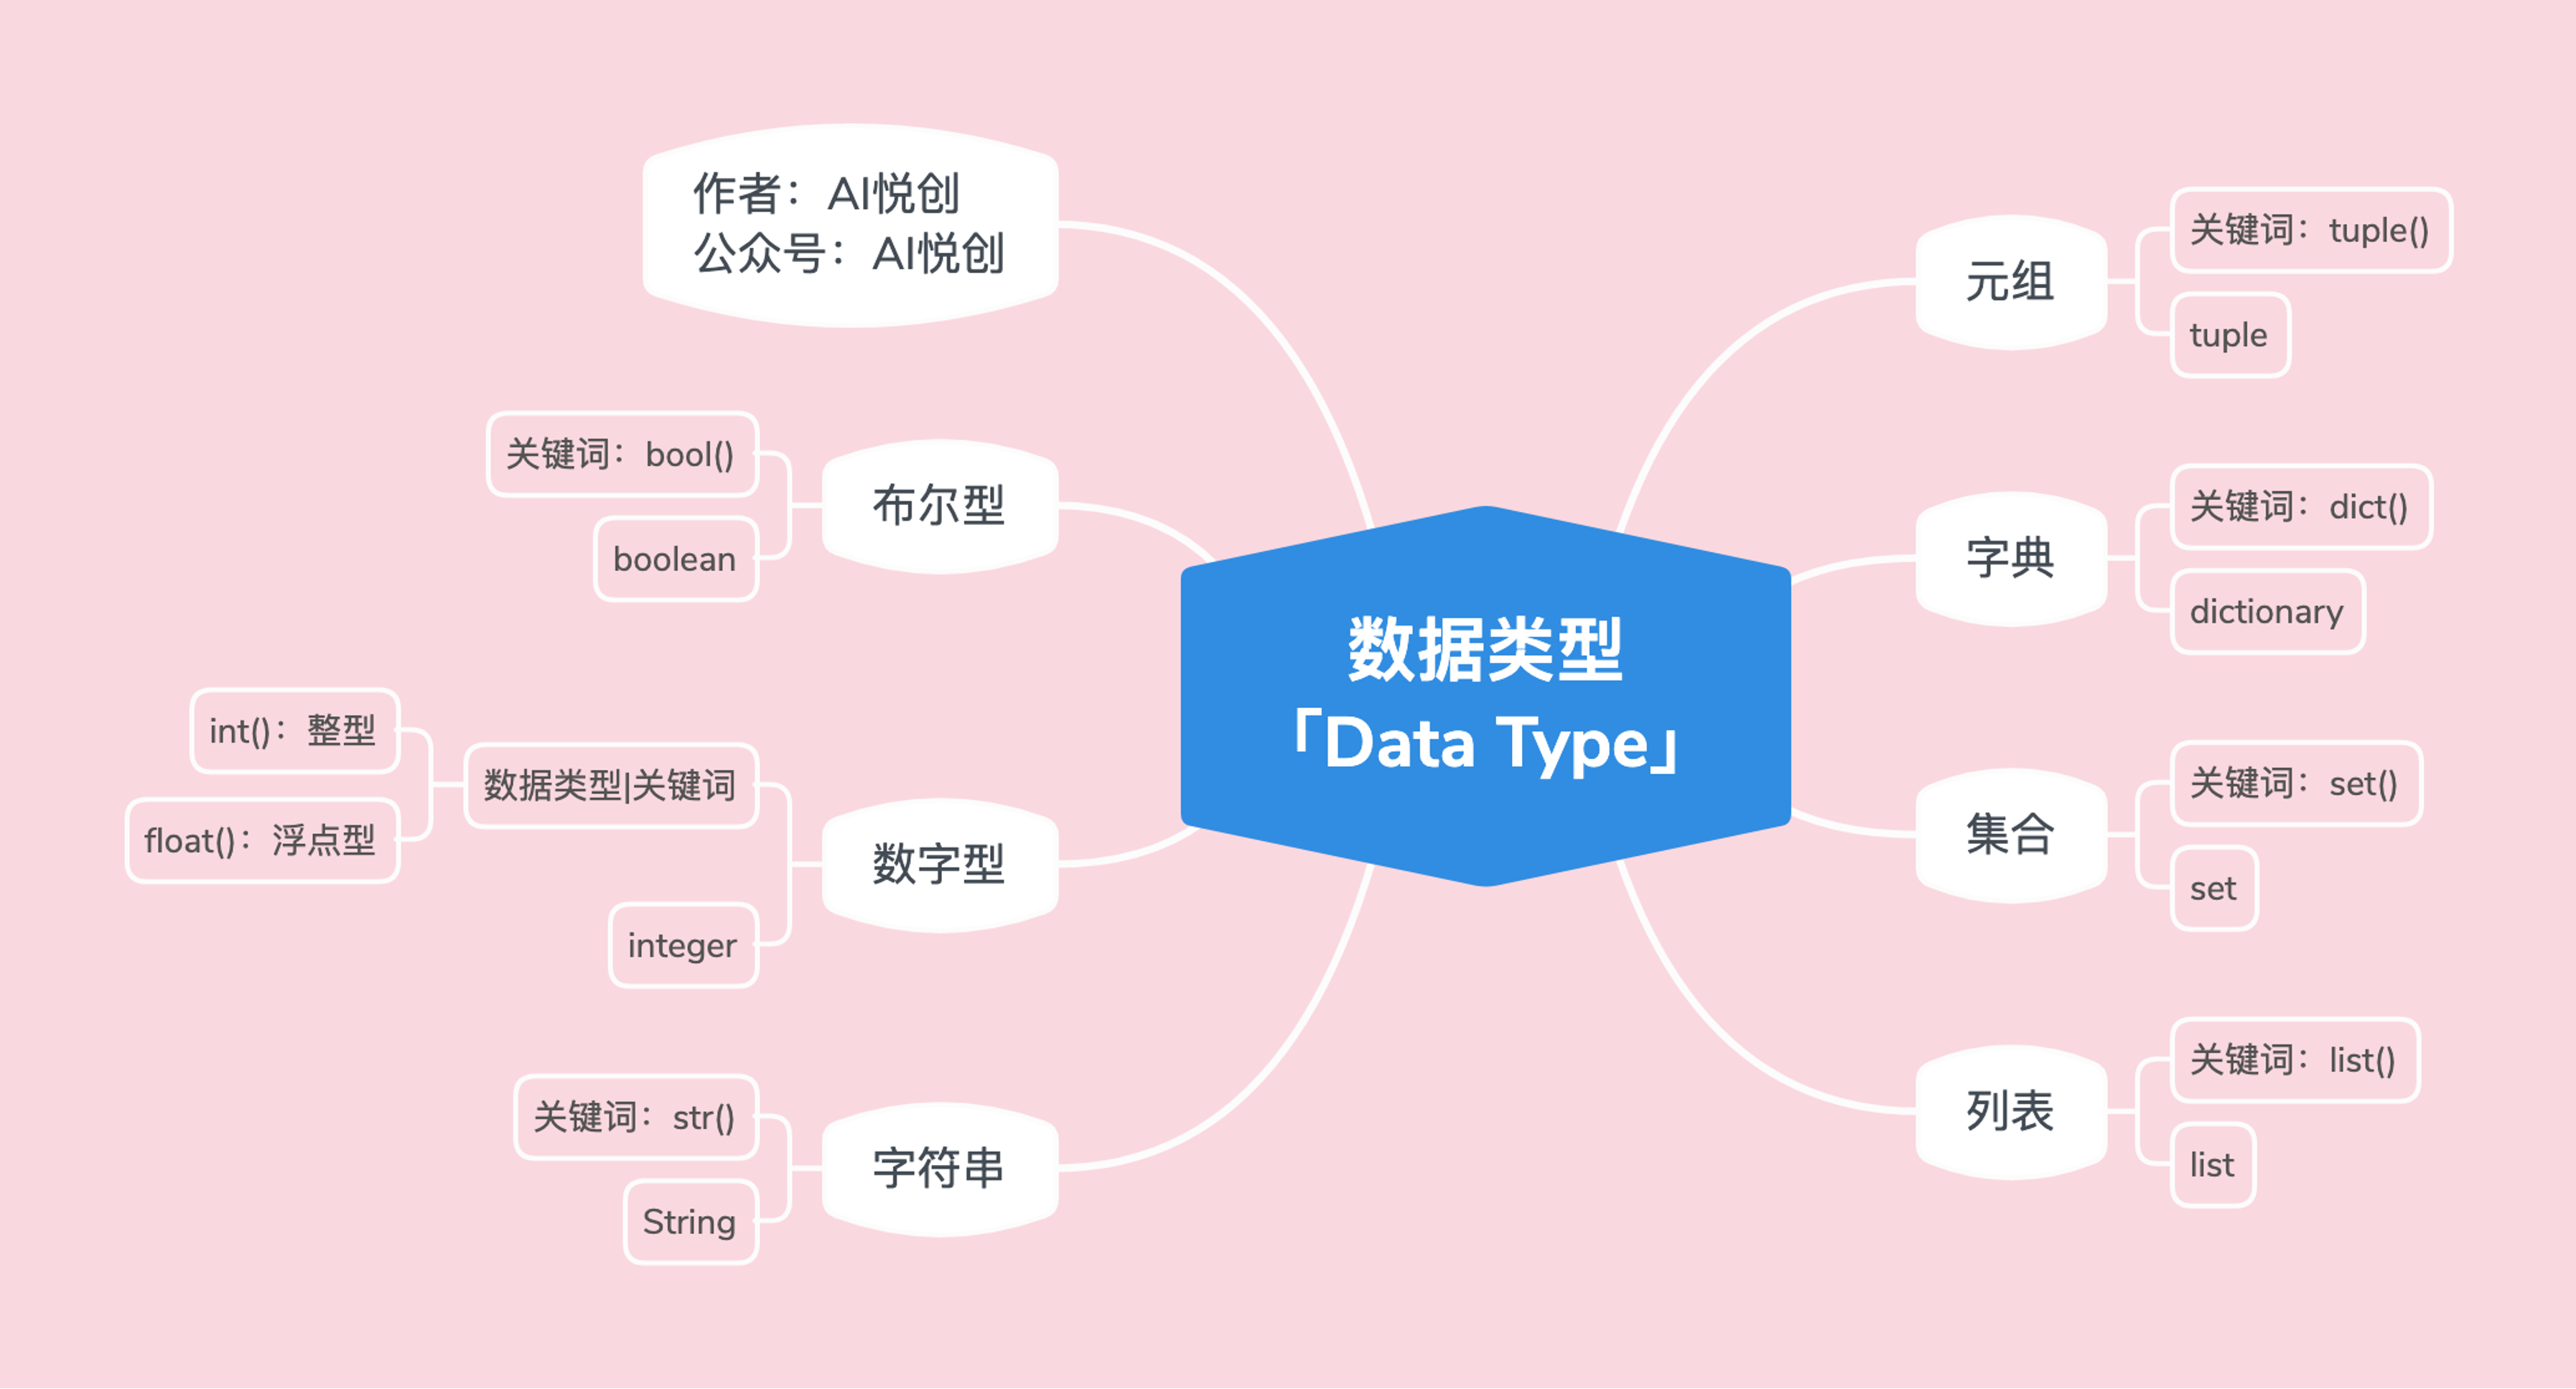 数据类型
「Data Type」
作者：AI悦创
公众号：AI悦创
布尔型
关键词：bool()
boolean
数字型
数据类型|关键词
int()：整型
float()：浮点型
integer
字符串
关键词：str()
String
元组
关键词：tuple()
tuple
字典
关键词：dict()
dictionary
集合
关键词：set()
set
列表
关键词：list()
list